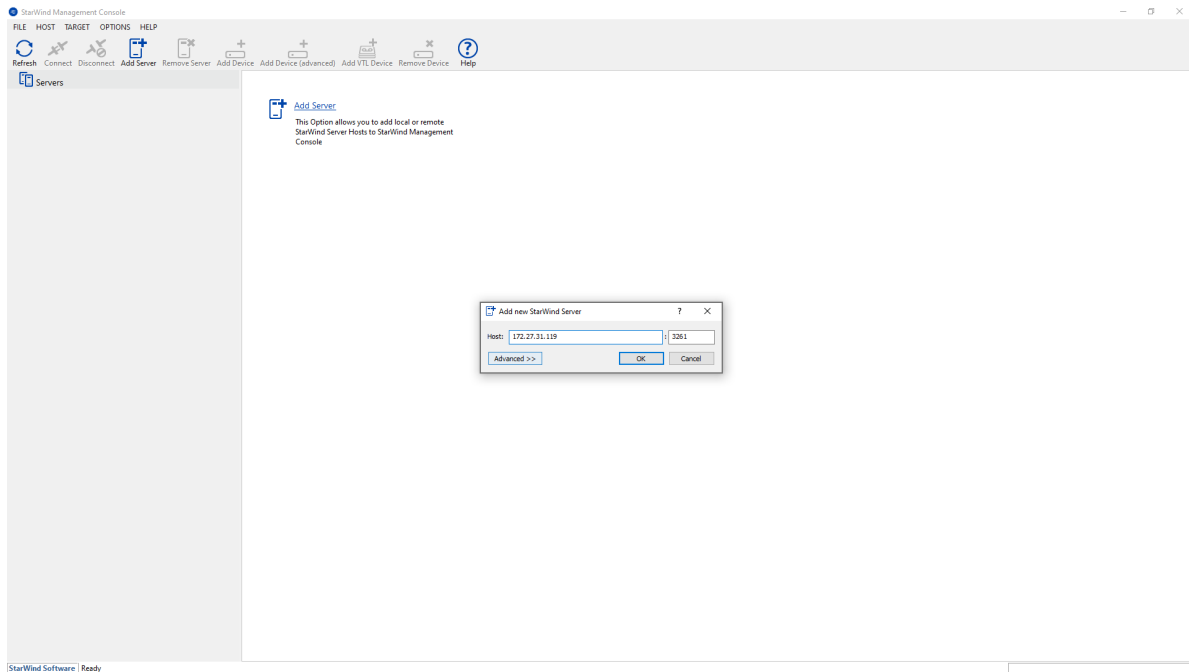 StarWind Management Console
FILE HOST TARGET OPTIONS HELP
Refresh Connect Disconnect Add Server Remove Server Add Device Add Device (advanced) Add VTL Device Remove Device Help
Servers
Add Server
This Option allows you to add local or remote
StarWind Server Hosts to StarWind Management
Console
Add new StarWind Server ?
Host: 172.27.31.119 : 3261
Advanced >> OK Cancel
StarWind Software Ready